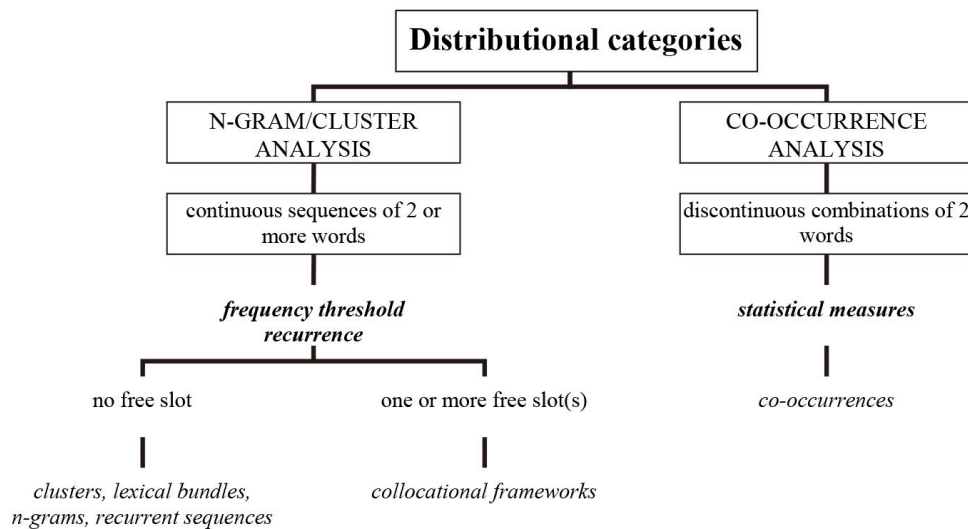 Distributional categories
N-GRAM/CLUSTER
ANALYSIS
CO-OCCURRENCE
ANALYSIS
continuous sequences of 2 or
more words
discontinuous combinations of 2
words
frequency threshold
recurrence
statistical measures
no free slot
one or more free slot(s)
co-occurrences
clusters, lexical bundles,
n-grams, recurrent sequences
collocational frameworks